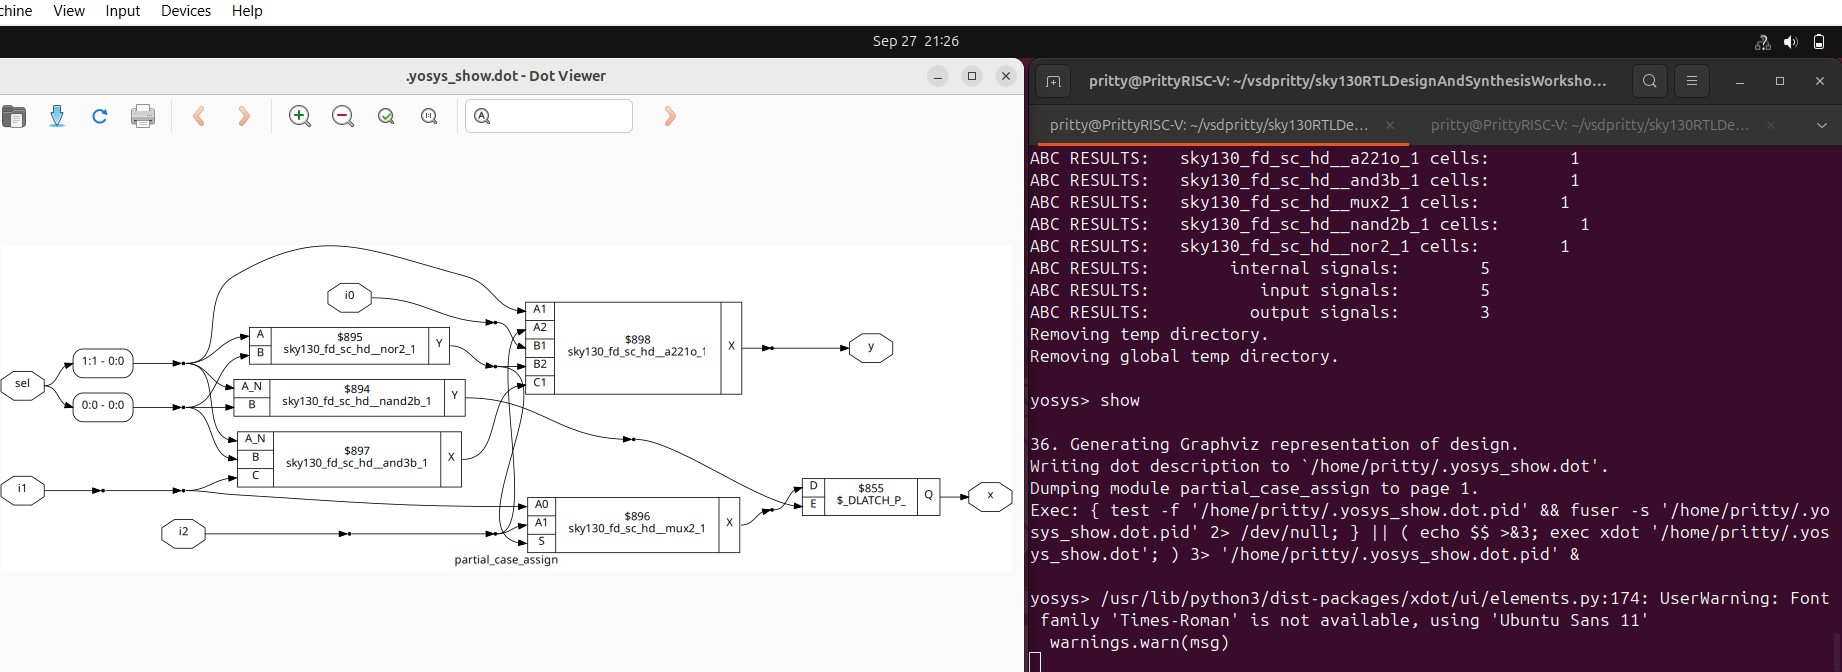 chine View Input Devices Help
Sep 27 21:26
.yosys_show.dot - Dot Viewer
sel
1:1 - 0:0
0:0 - 0:0
i1
i2
i0
A
B
$895
sky130_fd_sc_hd__nor2_1
Y
A_N
B
$894
sky130_fd_sc_hd__nand2b_1
Y
A_N
B
C
$897
sky130_fd_sc_hd__and3b_1
X
A1
A2
B1
B2
C1
$898
sky130_fd_sc_hd__a221o_1
X
y
A0
A1
S
$896
sky130_fd_sc_hd__mux2_1
X
D
E
$855
$_DLATCH_P_
Q
x
partial_case_assign
pritty@PrittyRISC-V: ~/vsdpritty/sky130RTLDesignAndSynthesisWorksho...
pritty@PrittyRISC-V: ~/vsdpritty/sky130RTLDe...
pritty@PrittyRISC-V: ~/vsdpritty/sky130RTLDe...
ABC RESULTS: sky130_fd_sc_hd__a221o_1 cells: 1
ABC RESULTS: sky130_fd_sc_hd__and3b_1 cells: 1
ABC RESULTS: sky130_fd_sc_hd__mux2_1 cells: 1
ABC RESULTS: sky130_fd_sc_hd__nand2b_1 cells: 1
ABC RESULTS: sky130_fd_sc_hd__nor2_1 cells: 1
ABC RESULTS: internal signals: 5
ABC RESULTS: input signals: 5
ABC RESULTS: output signals: 3
Removing temp directory.
Removing global temp directory.
yosys> show
36. Generating Graphviz representation of design.
Writing dot description to `/home/pritty/.yosys_show.dot'.
Dumping module partial_case_assign to page 1.
Exec: { test -f '/home/pritty/.yosys_show.dot.pid' && fuser -s '/home/pritty/.yo
sys_show.dot.pid' 2> /dev/null; } || ( echo $$ >&3; exec xdot '/home/pritty/.yos
ys_show.dot'; ) 3> '/home/pritty/.yosys_show.dot.pid' &
yosys> /usr/lib/python3/dist-packages/xdot/ui/elements.py:174: UserWarning: Font
family 'Times-Roman' is not available, using 'Ubuntu Sans 11'
warnings.warn(msg)